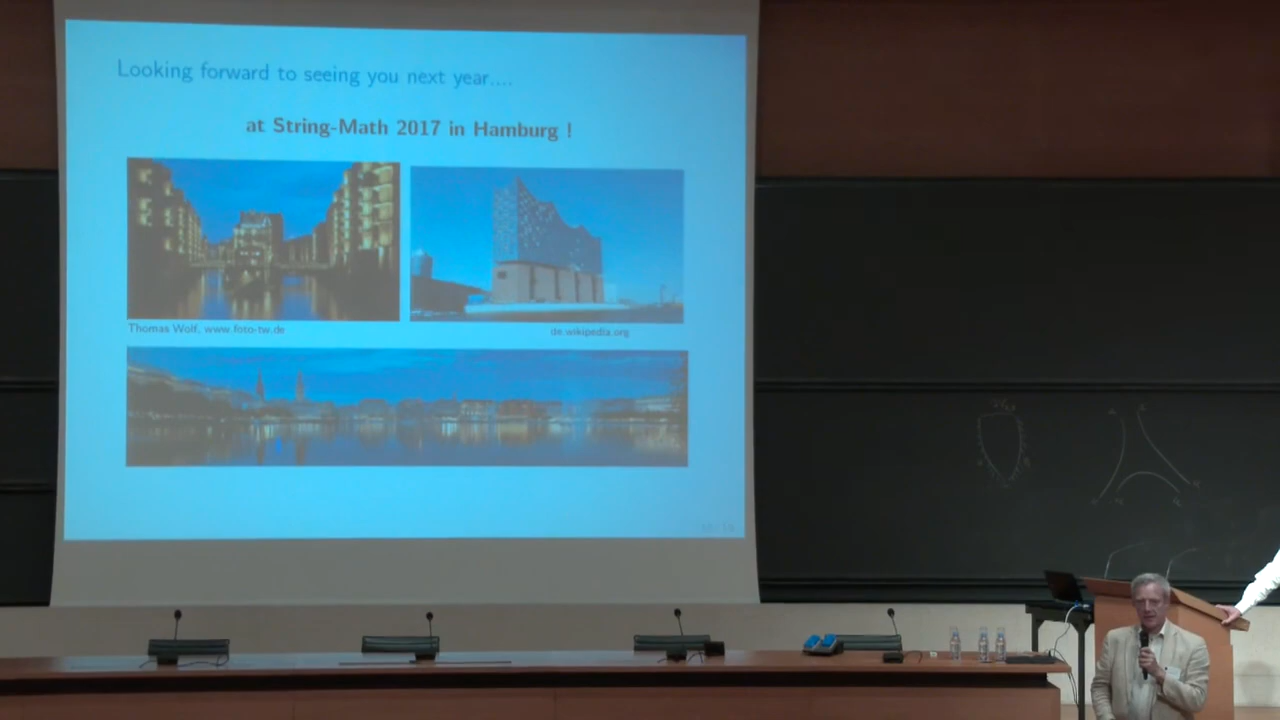 Looking forward to seeing you next year....
at String-Math 2017 in Hamburg !
Thomas Wolf, www.foto-tw.de
de.wikipedia.org